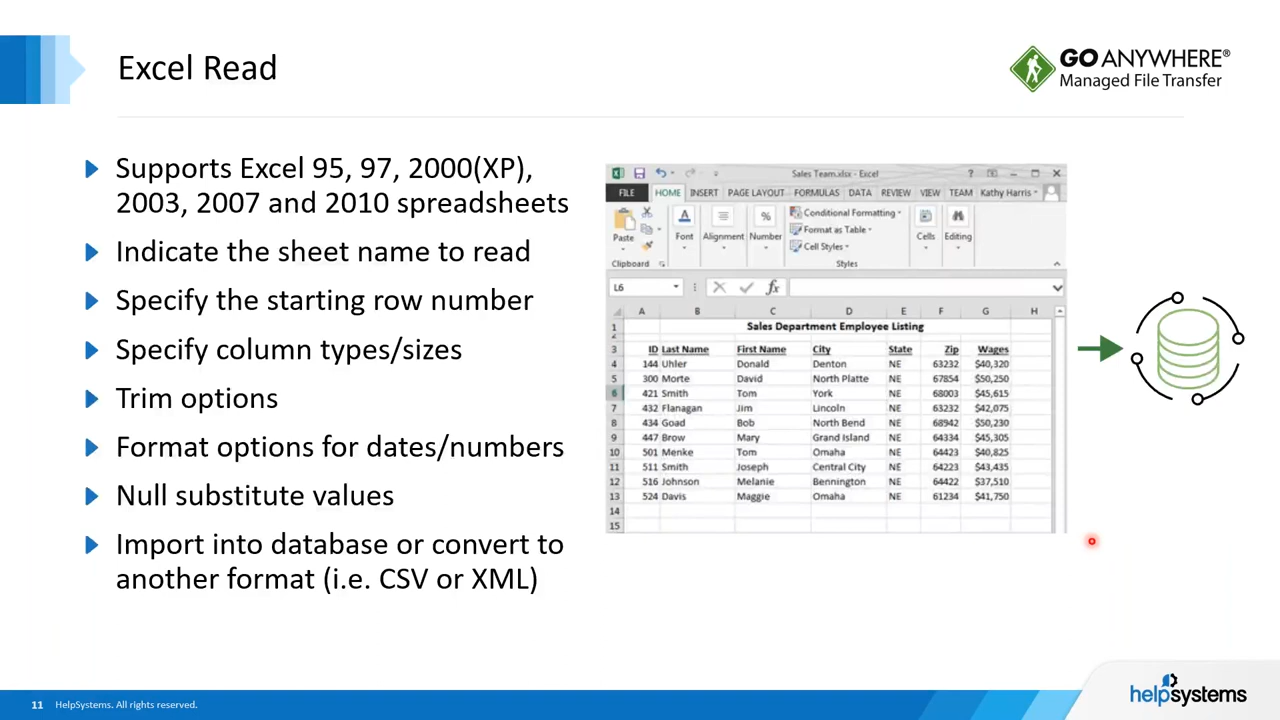 Excel Read
GO ANYWHERE®
Managed File Transfer
Supports Excel 95, 97, 2000(XP),
2003, 2007 and 2010 spreadsheets
Indicate the sheet name to read
Specify the starting row number
Specify column types/sizes
Trim options
Format options for dates/numbers
Null substitute values
Import into database or convert to
another format (i.e. CSV or XML)
Sales Team.xlsx - Excel
FILE HOME INSERT PAGE LAYOUT FORMULAS DATA REVIEW VIEW TEAM Kathy Harris
Paste Font Alignment Number Conditional Formatting Format as Table Cell Styles Cells Editing
Clipboard Styles
L6 fx
A B C D E F G H
1 Sales Department Employee Listing
2
3 ID Last Name First Name City State Zip Wages
4 144 Uhler Donald Denton NE 63232 $40,320
5 300 Morte David North Platte NE 67854 $50,250
6 421 Smith Tom York NE 68003 $45,615
7 432 Flanagan Jim Lincoln NE 63232 $42,075
8 434 Goad Bob North Bend NE 68942 $50,230
9 447 Brow Mary Grand Island NE 64334 $45,305
10 501 Menke Tom Omaha NE 64423 $40,825
11 511 Smith Joseph Central City NE 64223 $43,435
12 516 Johnson Melanie Bennington NE 64422 $37,510
13 524 Davis Maggie Omaha NE 61234 $41,750
14
15
11 HelpSystems. All rights reserved.
helpsystems